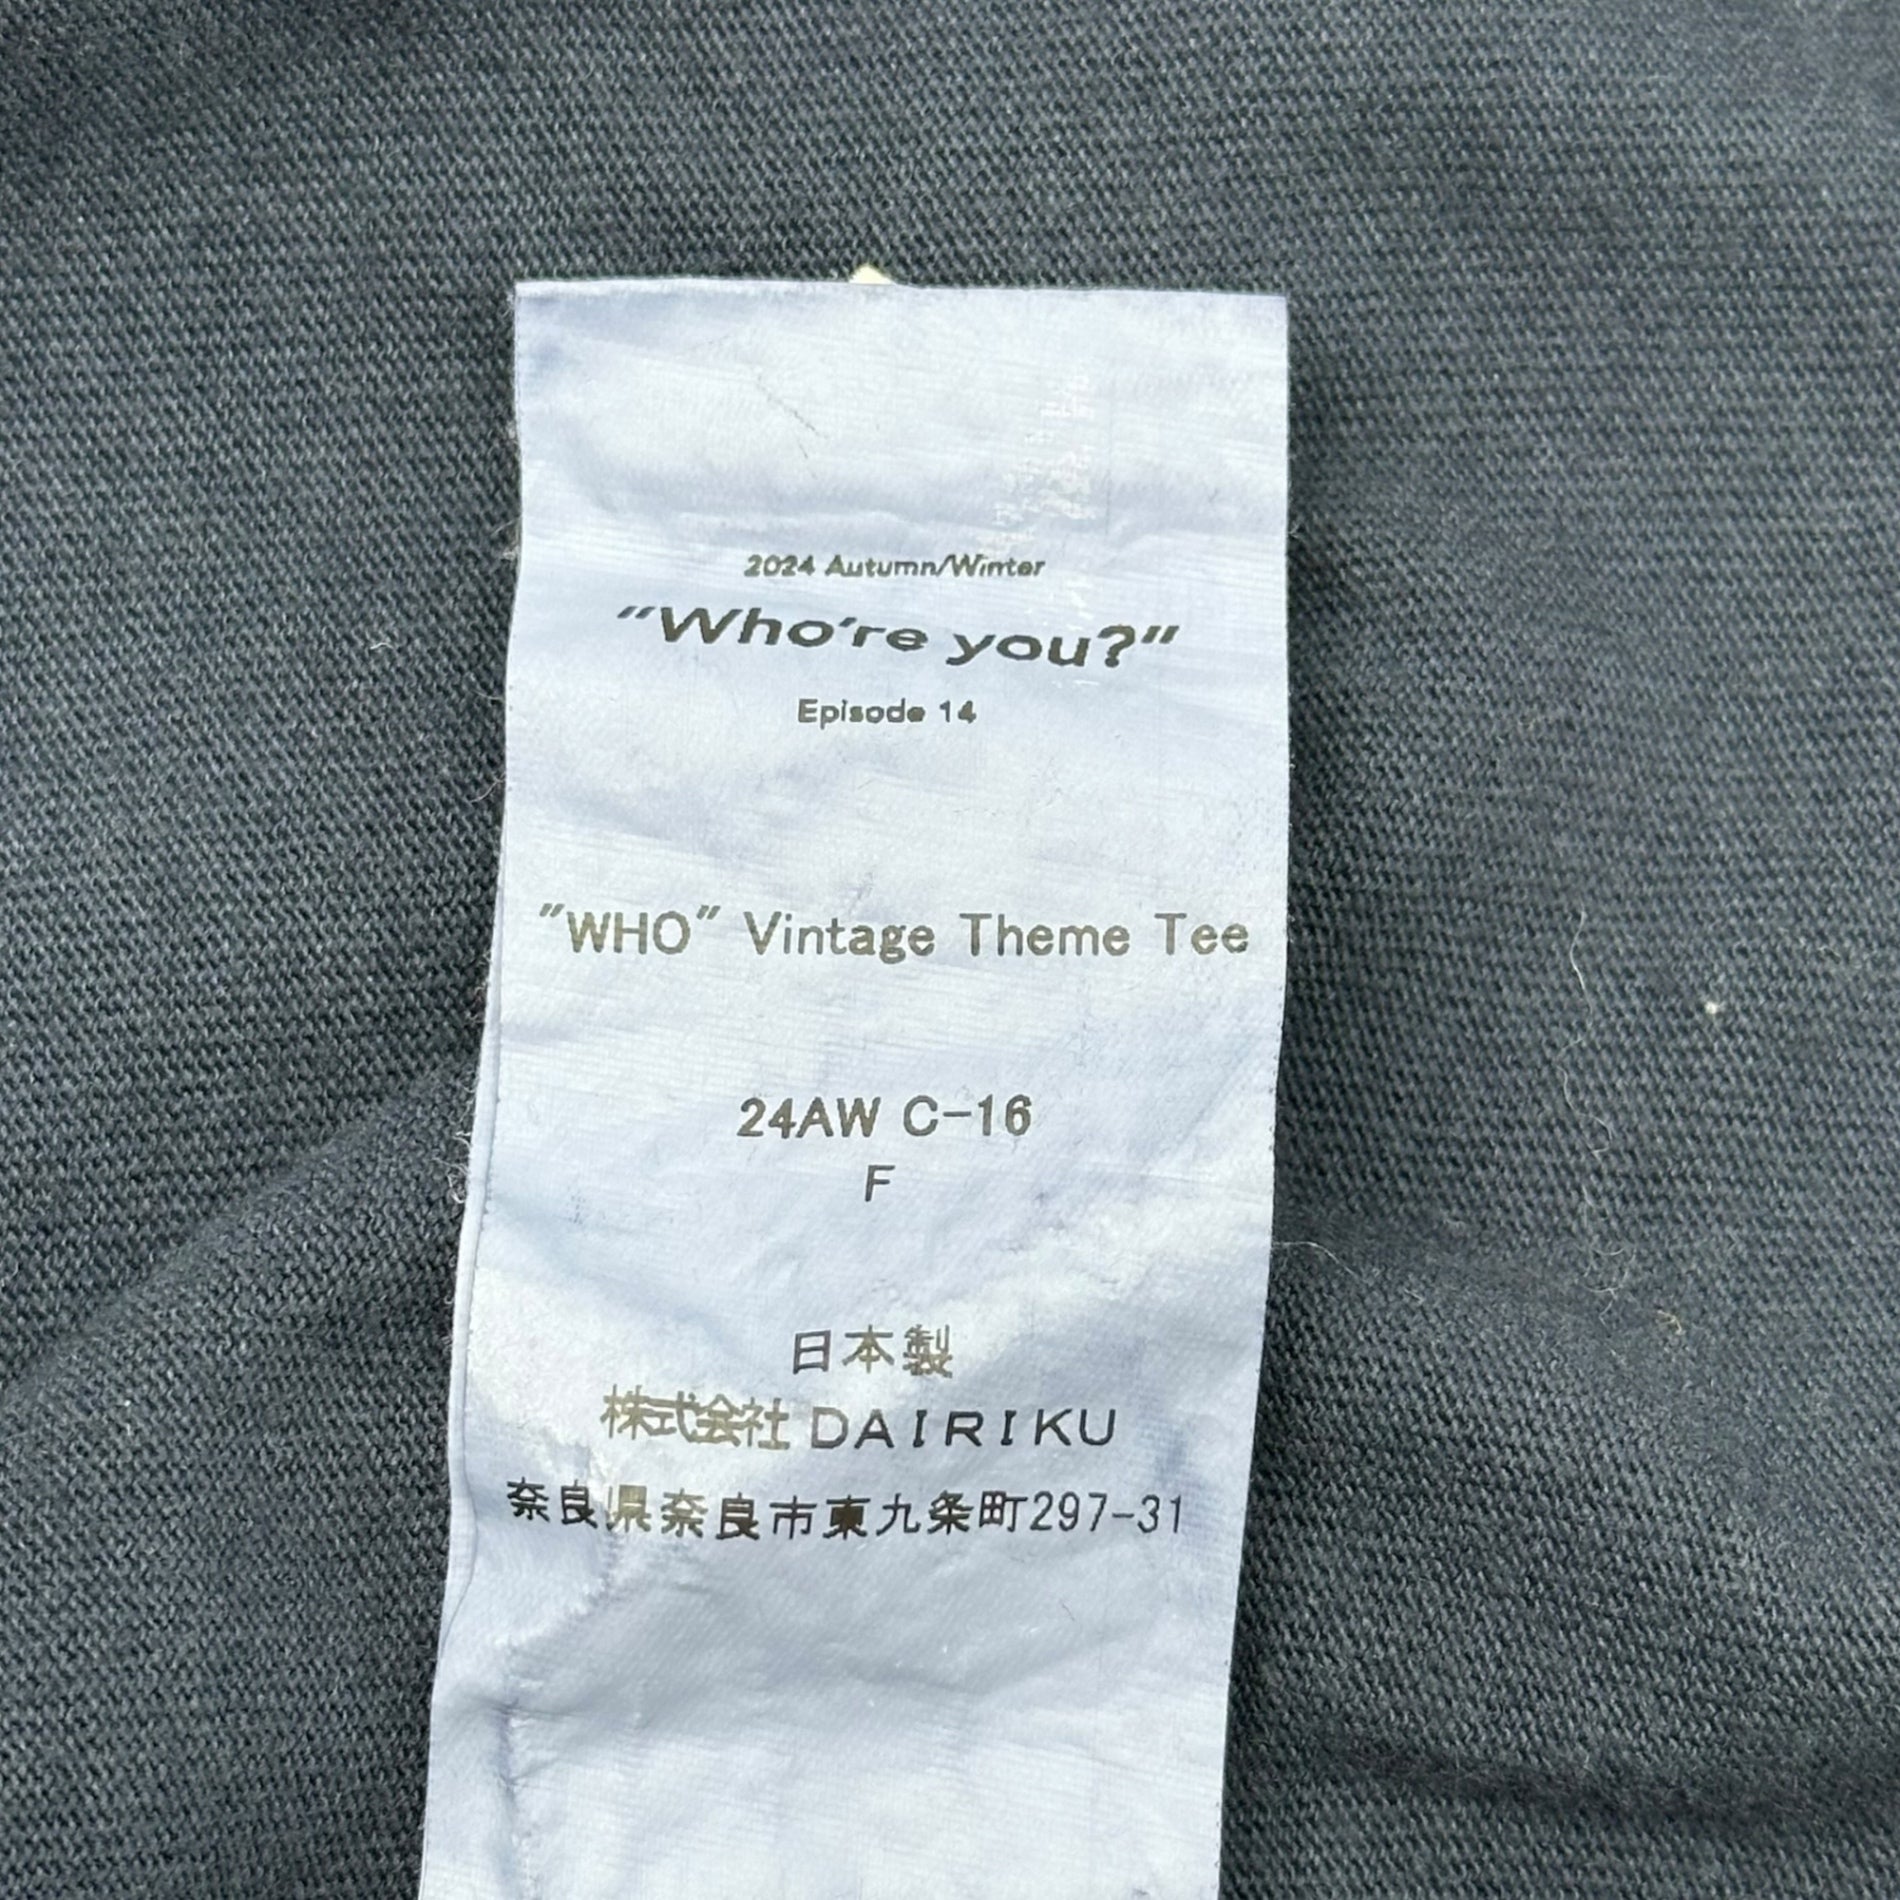 2024 Autumn/Winter
"Who're you?"
Episode 14
"WHO" Vintage Theme Tee
24AW C-16
F
日本製
株式会社 DAIRIKU
奈良県奈良市東九条町297-31